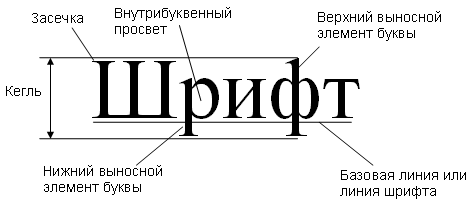 Засечка
Внутрибуквенный
просвет
Верхний выносной
элемент буквы
Кегль
Шрифт
Нижний выносной
элемент буквы
Базовая линия или
линия шрифта